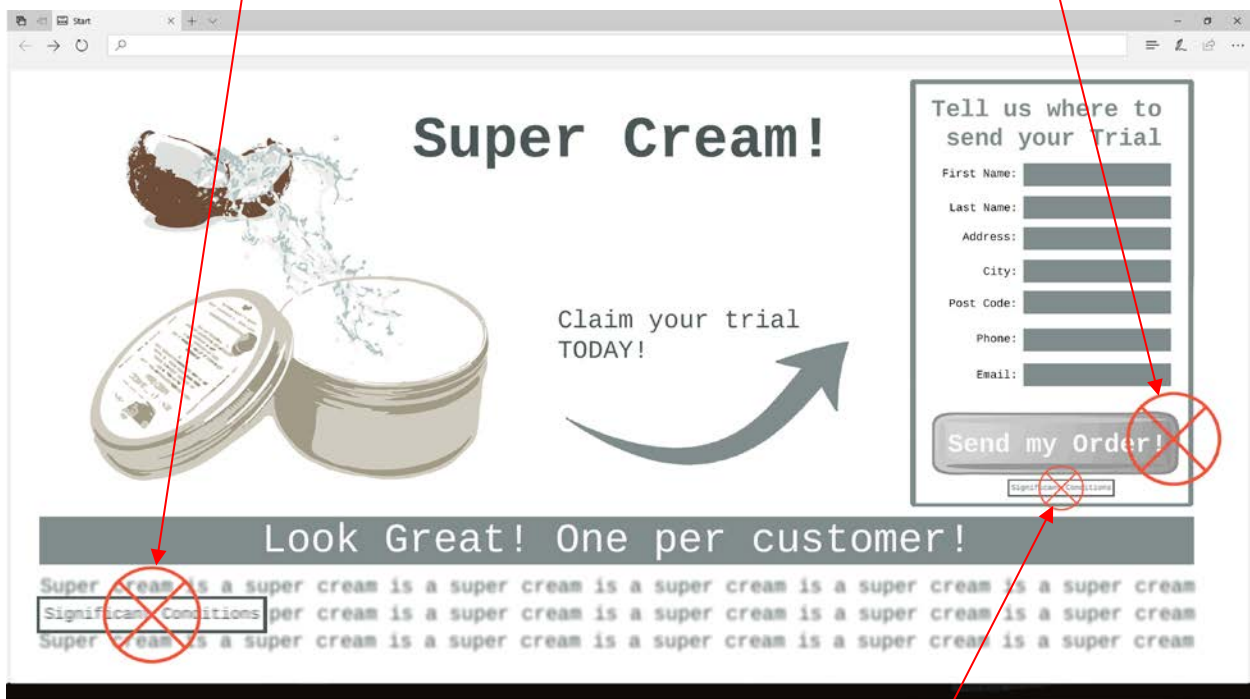 Start
Super Cream!
Claim your trial
TODAY!
Tell us where to
send your Trial
First Name:
Last Name:
Address:
City:
Post Code:
Phone:
Email:
Send my Order!
Significant Conditions
Look Great! One per customer!
Super cream is a super cream is a super cream is a super cream is a super cream is a super cream
Significant Conditions per cream is a super cream is a super cream is a super cream is a super cream
Super cream is a super cream is a super cream is a super cream is a super cream is a super cream